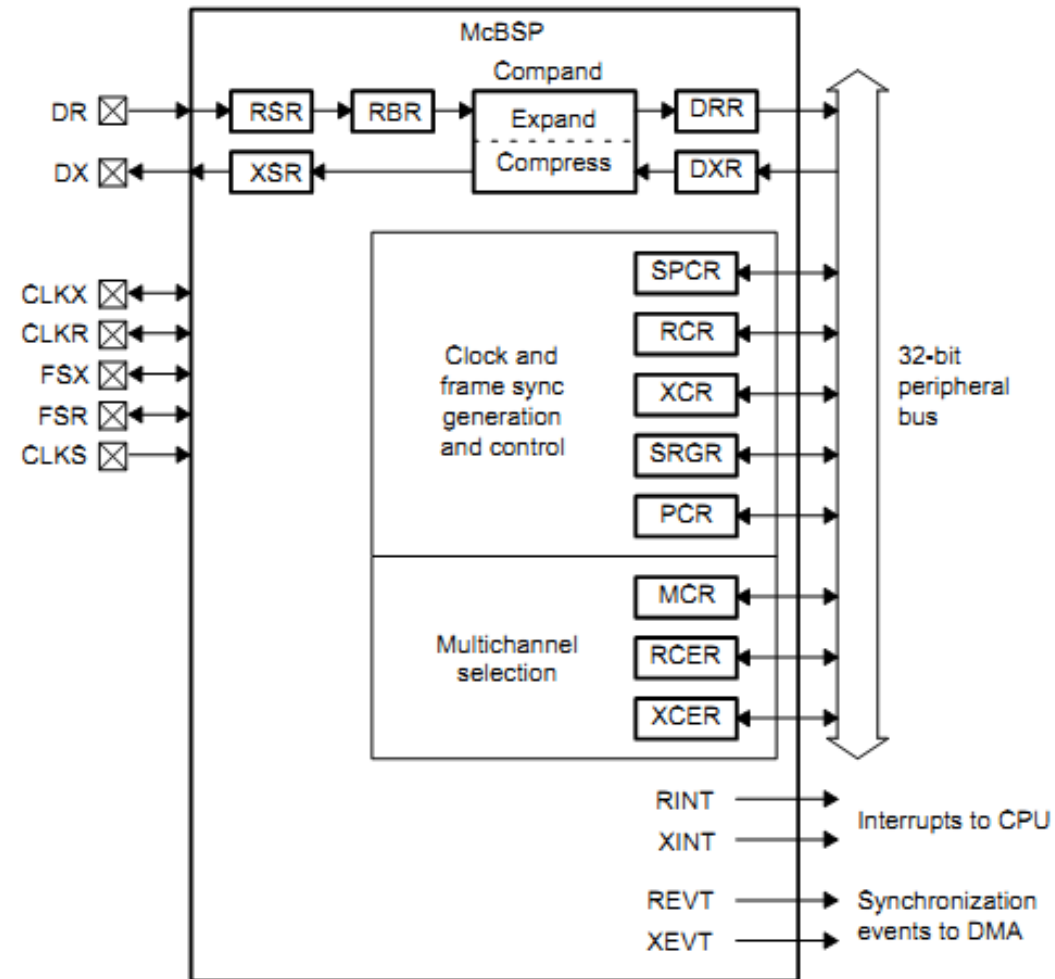 McBSP
Compand
DR
RSR
RBR
Expand
DRR
DX
XSR
Compress
DXR
SPCR
CLKX
CLKR
FSX
FSR
CLKS
RCR
Clock and
frame sync
generation
and control
XCR
SRGR
PCR
32-bit
peripheral
bus
MCR
Multichannel
selection
RCER
XCER
RINT
XINT
Interrupts to CPU
REVT
XEVT
Synchronization
events to DMA